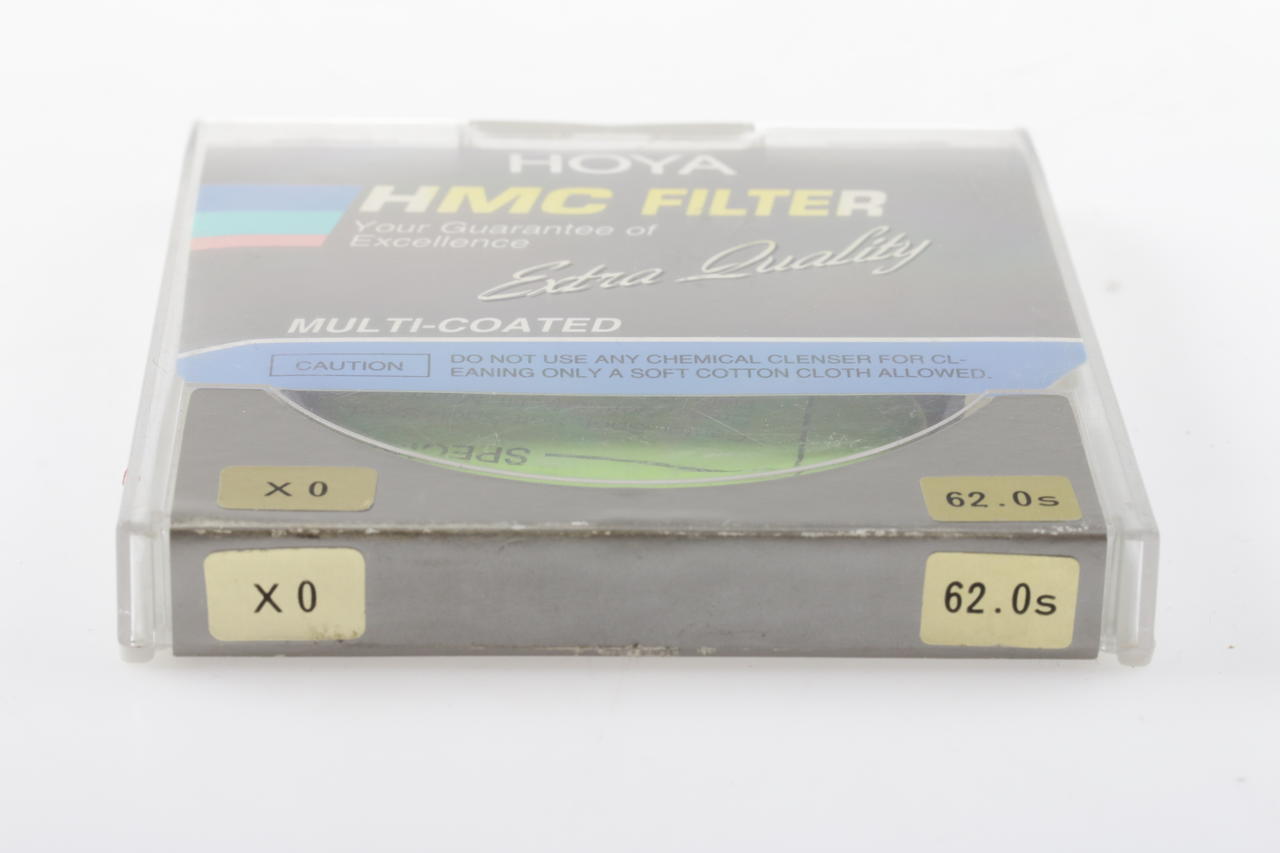 HOYA
HMC FILTER
Your Guarantee of
Excellence
Extra Quality
MULTI-COATED
CAUTION
DO NOT USE ANY CHEMICAL CLENSER FOR CL-
EANING ONLY A SOFT COTTON CLOTH ALLOWED.
X 0
62.0s
X 0
62.0s